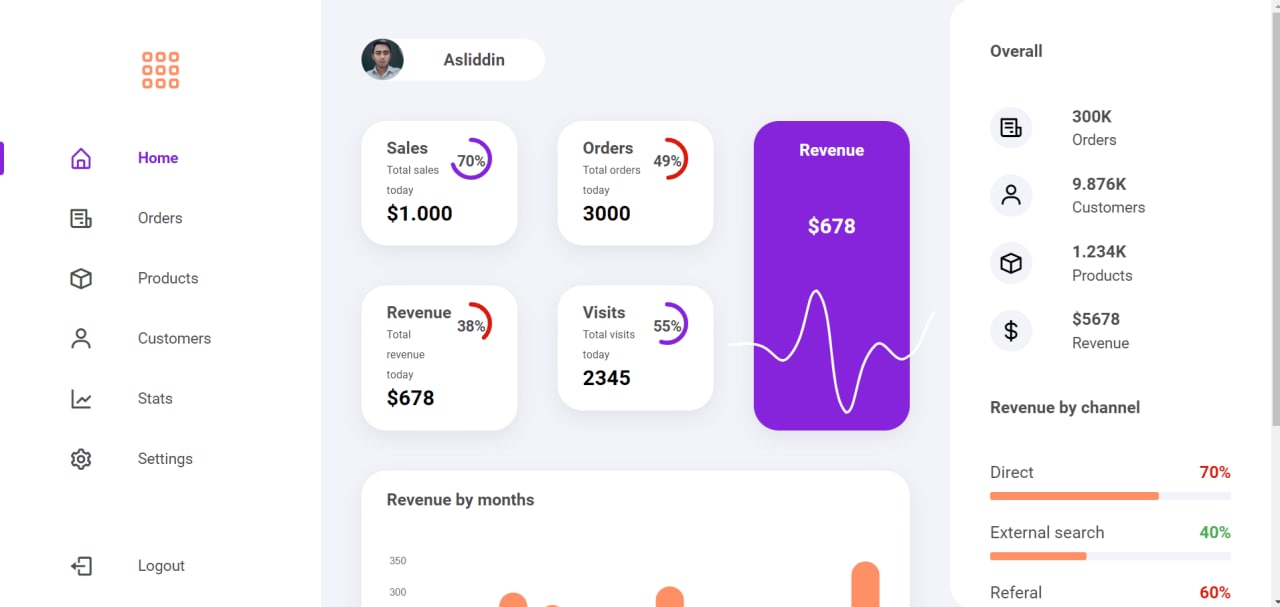 Home
Orders
Products
Customers
Stats
Settings
Logout
Asliddin
Sales
Total sales
today
$1.000
70%
Orders
Total orders
today
3000
49%
Revenue
Total
revenue
today
$678
38%
Visits
Total visits
today
2345
55%
Revenue
$678
Revenue by months
350
300
Overall
300K
Orders
9.876K
Customers
1.234K
Products
$5678
Revenue
Revenue by channel
Direct 70%
External search 40%
Referal 60%